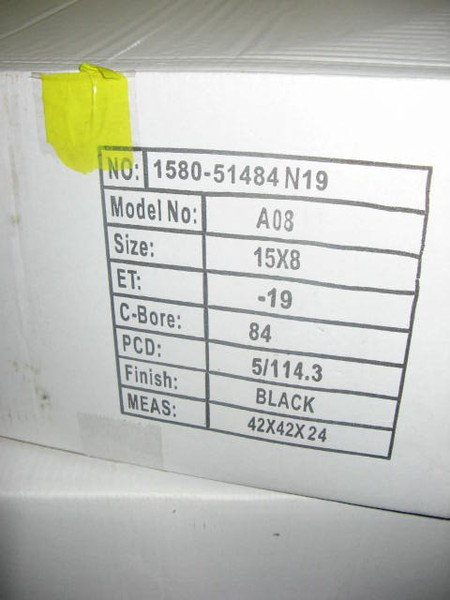 NO: 1580-51484 N19
Model No: A08
Size: 15X8
ET: -19
C-Bore: 84
PCD: 5/114.3
Finish: BLACK
MEAS: 42X42X24